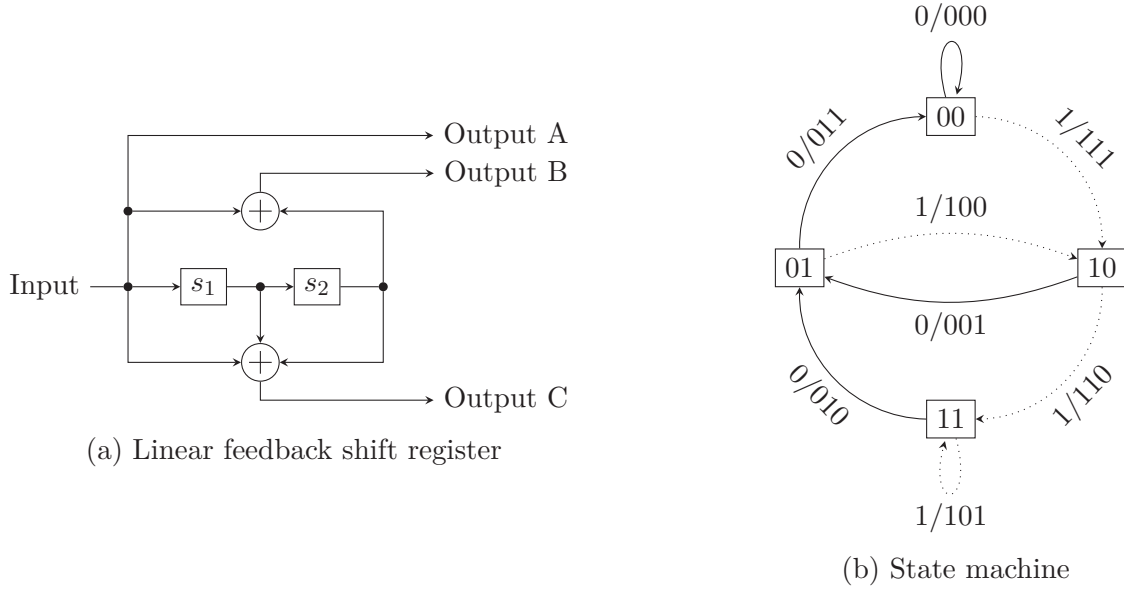 Output A
Output B
Input
s1
s2
Output C
(a) Linear feedback shift register
0/000
00
0/011
1/111
1/100
01
10
0/001
0/010
1/110
11
1/101
(b) State machine